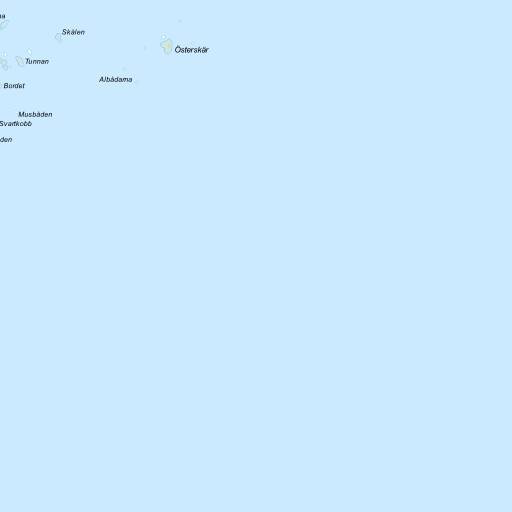 Skälen
Österskär
Tunnan
Albådarna
Bordet
Musbåden
Svartkobb